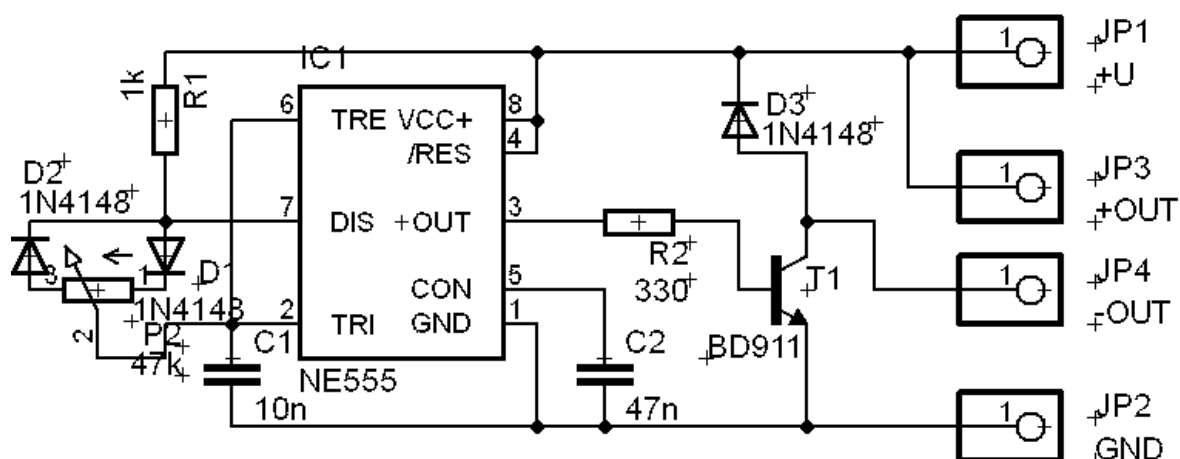 IC1
1k
R1
6
TRE
VCC+
8
/RES
4
D2
1N4148
7
DIS
+OUT
3
D3
1N4148
R2
330
3
1
D1
1N4148
2
P2
47k
2
TRI
CON
5
GND
1
NE555
C1
10n
C2
47n
T1
BD911
1
JP1
+U
1
JP3
+OUT
1
JP4
-OUT
1
JP2
GND